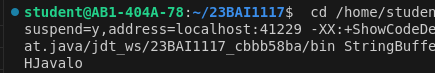 student@AB1-404A-78:~/23BAI1117$  cd /home/studen
suspend=y,address=localhost:41229 -XX:+ShowCodeDe
at.java/jdt_ws/23BAI1117_cbbb58ba/bin StringBuffe
HJavalo